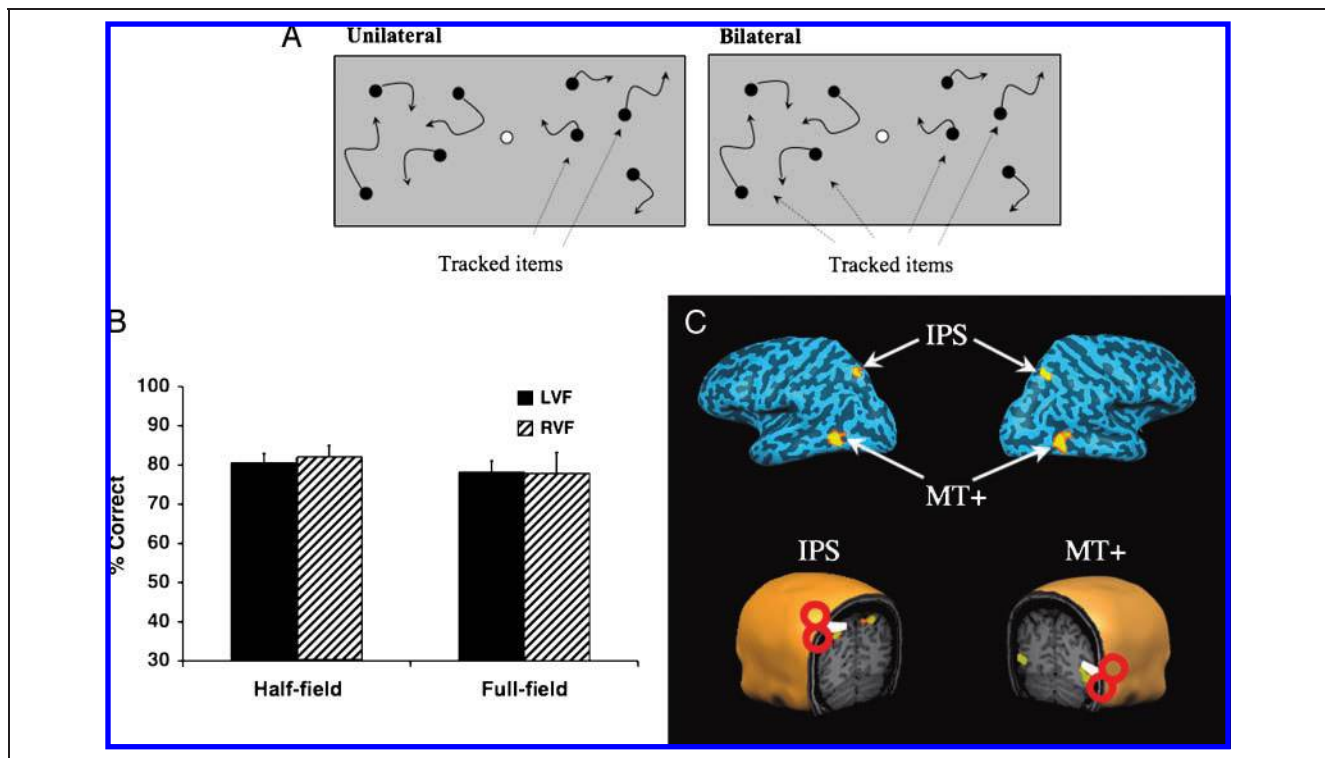 A
Unilateral
Bilateral
Tracked items
Tracked items
B
% Correct
100
90
80
70
60
50
40
30
LVF
RVF
Half-field
Full-field
C
IPS
MT+
IPS
MT+